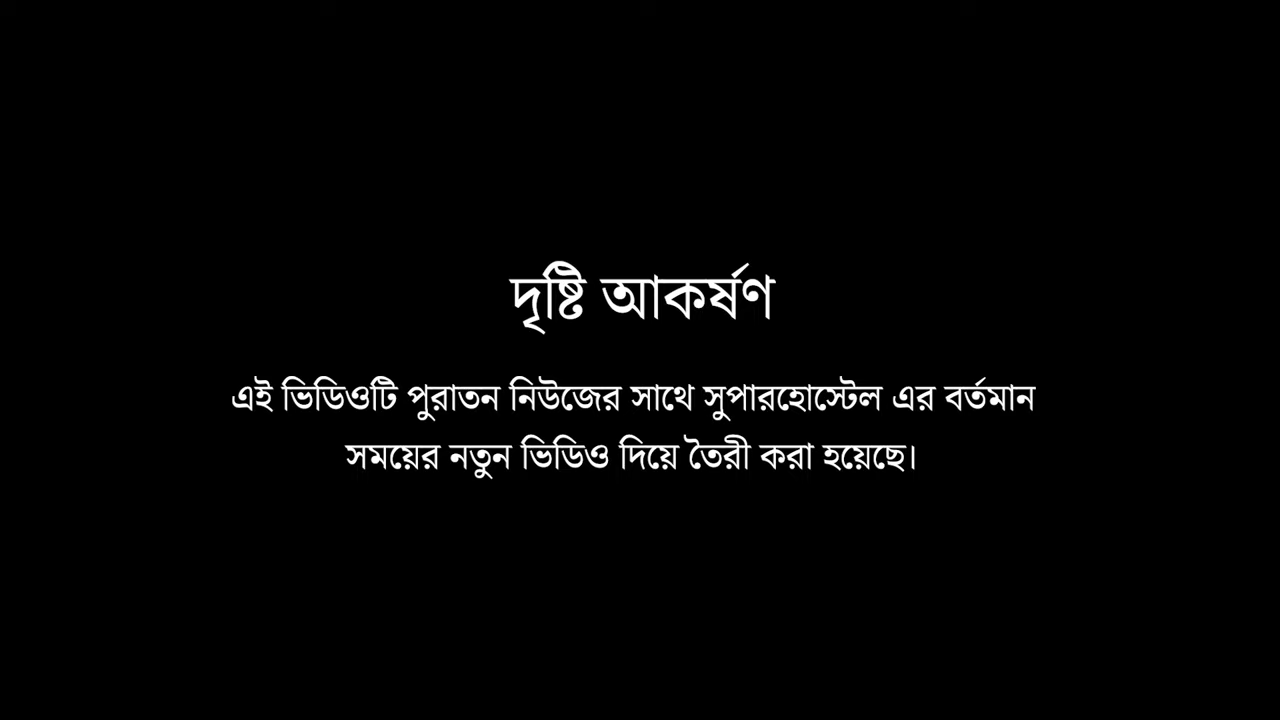 দৃষ্টি আকর্ষণ
এই ভিডিওটি পুরাতন নিউজের সাথে সুপারহোস্টেল এর বর্তমান
সময়ের নতুন ভিডিও দিয়ে তৈরী করা হয়েছে।